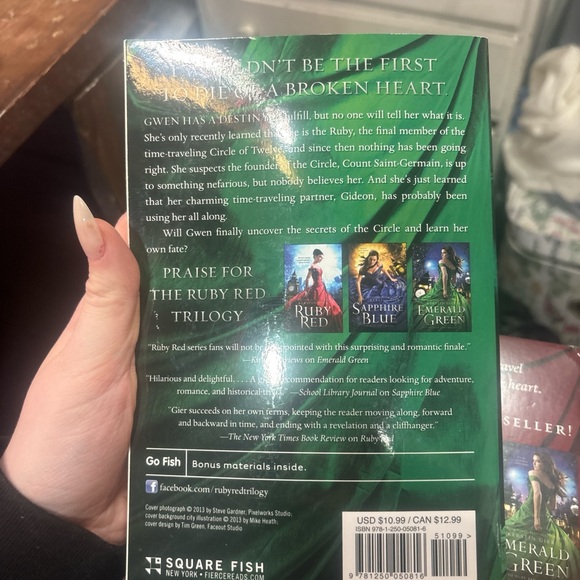 DN'T BE THE FIRST
TO DIE OF A BROKEN HEART
GWEN HAS A DESTINY fulfill, but no one will tell her what it is.
She's only recently learned that she is the Ruby, the final member of the
time-traveling Circle of Twelve, and since then nothing has been going
right. She suspects the founder of the Circle, Count Saint-Germain, is up
to something nefarious, but nobody believes her. And she's just learned
that her charming time-traveling partner, Gideon, has probably been
using her all along.
Will Gwen finally uncover the secrets of the Circle and learn her
own fate?
PRAISE FOR
THE RUBY RED
TRILOGY
RUBY
RED
SAPPHIRE
BLUE
EMERALD
GREEN
"Ruby Red series fans will not be disappointed with this surprising and romantic finale."
—Kirkus Reviews on Emerald Green
"Hilarious and delightful. . . . A great recommendation for readers looking for adventure,
romance, and historical —School Library Journal on Sapphire Blue
"Gier succeeds on her own terms, keeping the reader moving along, forward
and backward in time, and ending with a revelation and a cliffhanger."
—The New York Times Book Review on Ruby Red
Go Fish Bonus materials inside.
f facebook.com/rubyredtrilogy
Cover photograph © 2013 by Steve Gardner, Pixelworks Studio;
cover background city illustration © 2013 by Mike Heath;
cover design by Tim Green, Faceout Studio
SQUARE FISH
NEW YORK • FIERCEREADS.COM
USD $10.99 / CAN $12.99
ISBN 978-1-250-05081-6
51099>
9 781250 050816
avel
heart.
SELLER!
EMERALD
GREEN